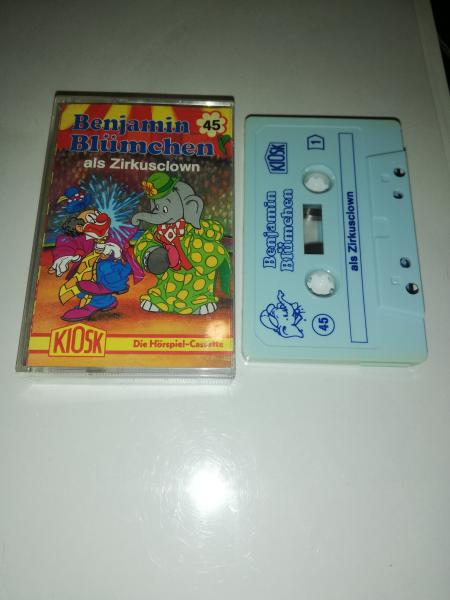 Benjamin
Blümchen
45
als Zirkusclown
KIOSK
Die Hörspiel-Cassette
KIOSK
1
Benjamin
Blümchen
als Zirkusclown
45